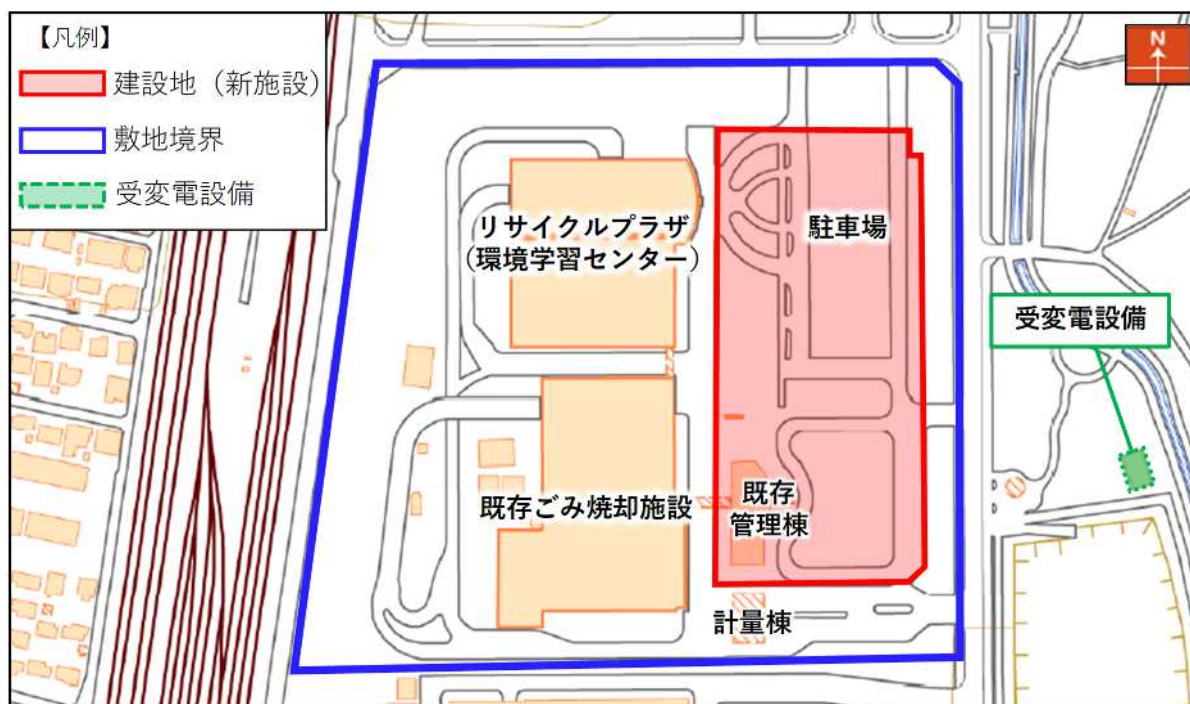 【凡例】
建設地（新施設）
敷地境界
受変電設備
N
リサイクルプラザ
（環境学習センター）
駐車場
受変電設備
既存ごみ焼却施設
既存
管理棟
計量棟